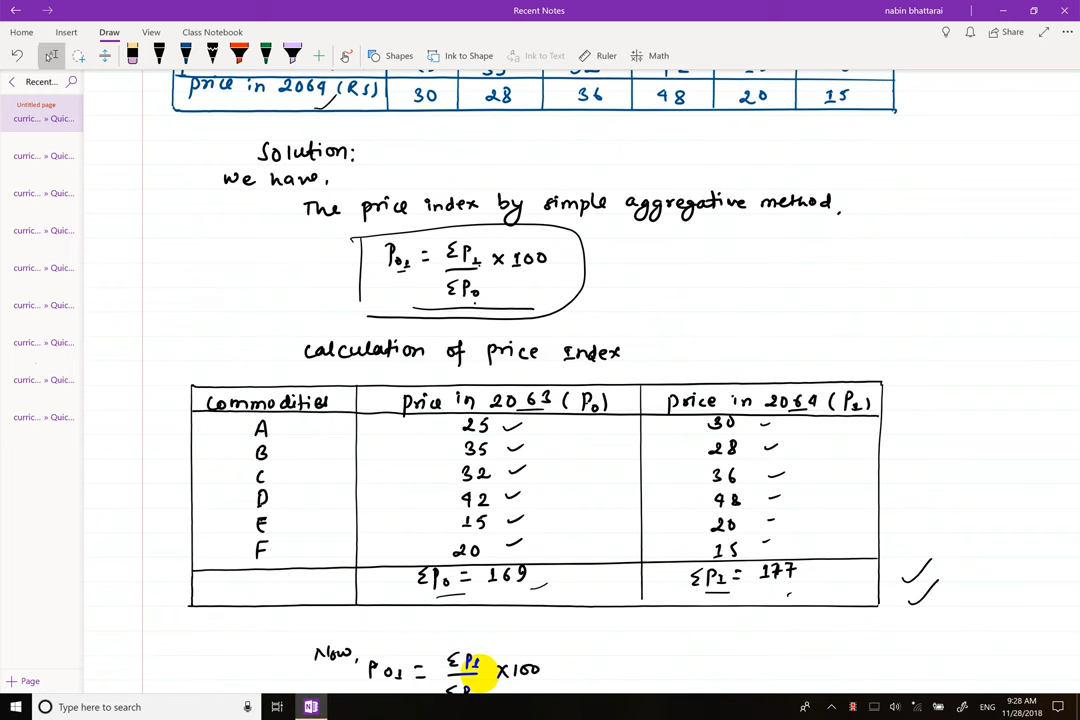 Recent Notes
nabin bhattarai
Home Insert Draw View Class Notebook
Share
Shapes Ink to Shape Ink to Text Ruler Math
Recent...
Untitled page
curric... » Quic...
curric... » Quic...
curric... » Quic...
curric... » Quic...
curric... » Quic...
curric... » Quic...
curric... » Quic...
curric... » Quic...
curric... » Quic...
+ Page
price in 2064 (Rs) 30 28 36 48 20 15
Solution:
we have,
The price index by simple aggregative method.
P01 = ΣP1 × 100
ΣP0
calculation of price Index
commodities price in 2063 (P0) price in 2064 (P1)
A 25 30
B 35 28
C 32 36
D 42 48
E 15 20
F 20 15
ΣP0 = 169 ΣP1 = 177
Now, P01 = ΣP1 × 100
Type here to search
ENG
9:28 AM
11/28/2018